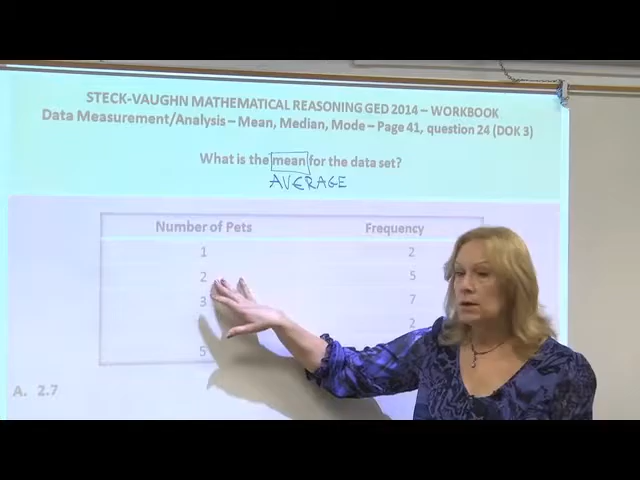 STECK-VAUGHN MATHEMATICAL REASONING GED 2014 – WORKBOOK
Data Measurement/Analysis – Mean, Median, Mode – Page 41, question 24 (DOK 3)
What is the mean for the data set?
AVERAGE
Number of Pets Frequency
1 2
2 5
3 7
2
5
A. 2.7